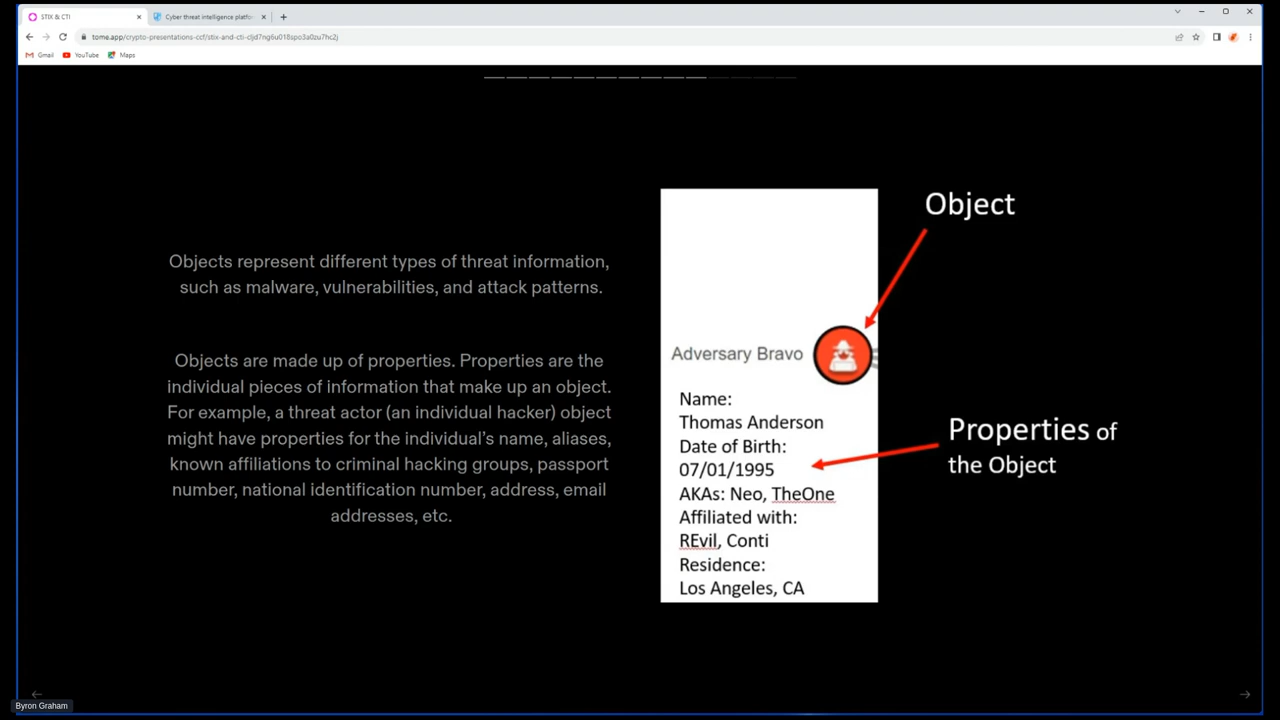 STIX & CTI
Cyber threat intelligence platfo
tome.app/crypto-presentations-ccf/stix-and-cti-cljd7ng6u018spo3a0zu7hc2j
Gmail
YouTube
Maps
Object
Objects represent different types of threat information,
such as malware, vulnerabilities, and attack patterns.
Adversary Bravo
Objects are made up of properties. Properties are the
individual pieces of information that make up an object.
For example, a threat actor (an individual hacker) object
might have properties for the individual's name, aliases,
known affiliations to criminal hacking groups, passport
number, national identification number, address, email
addresses, etc.
Name:
Thomas Anderson
Date of Birth:
07/01/1995
AKAs: Neo, TheOne
Affiliated with:
REvil, Conti
Residence:
Los Angeles, CA
Properties of
the Object
Byron Graham